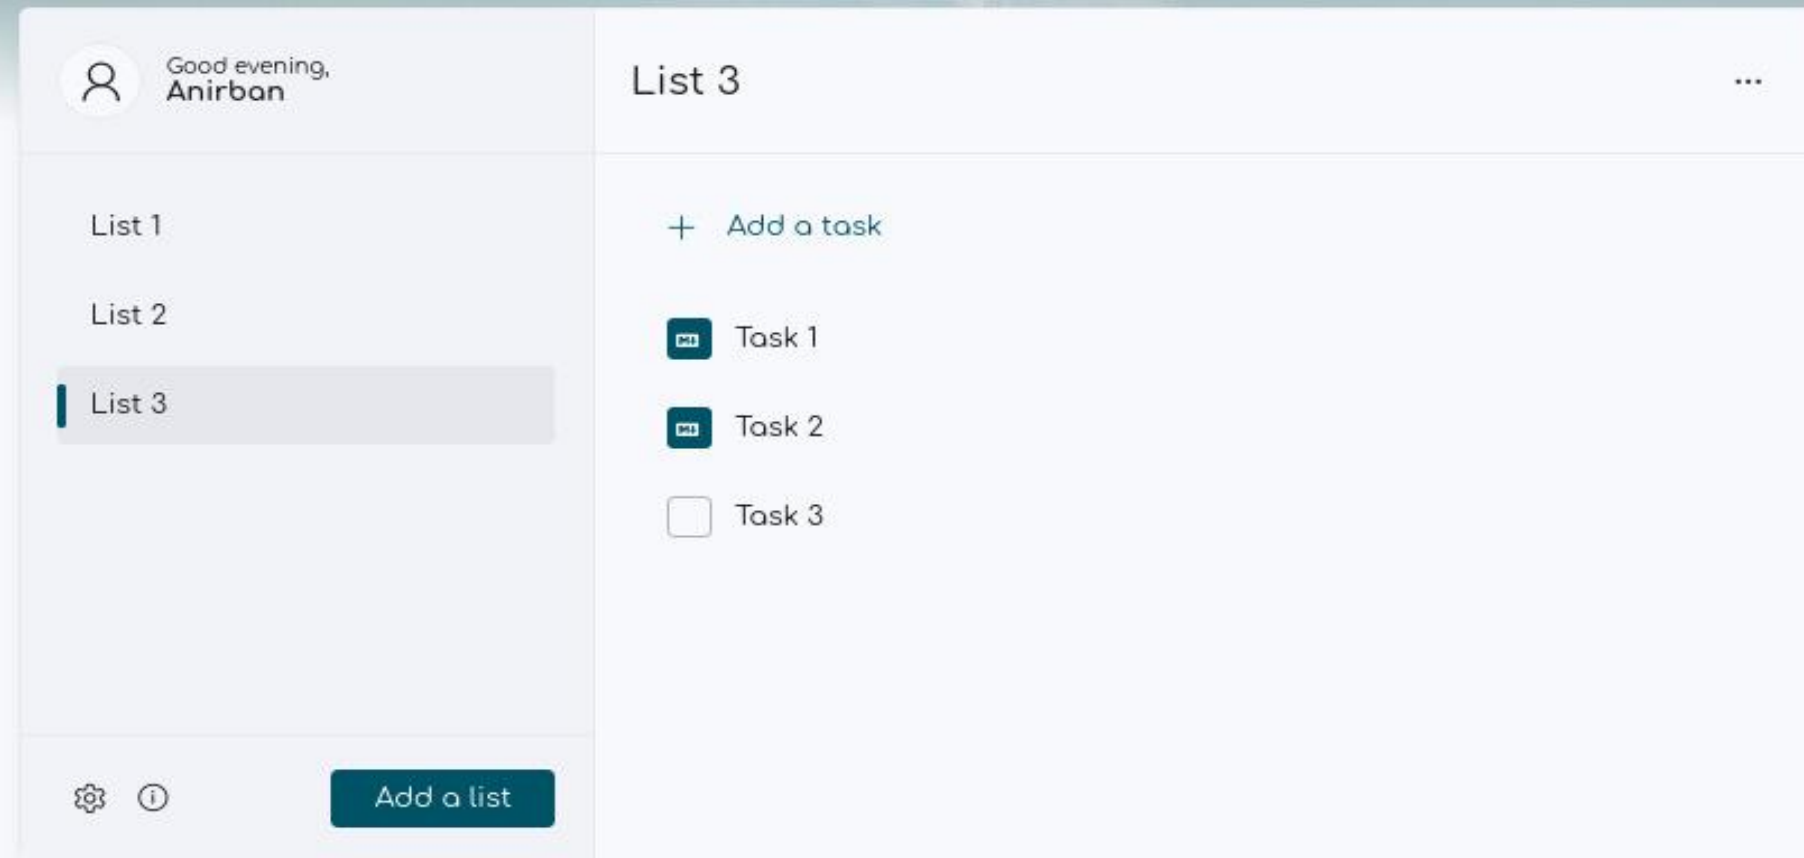 Good evening,
Anirban
List 3
...
List 1
List 2
List 3
+ Add a task
Task 1
Task 2
Task 3
Add a list